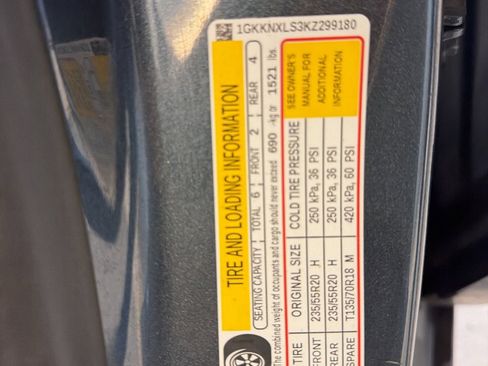 1GKKNXLS3KZ299180
TIRE AND LOADING INFORMATION
SEATING CAPACITY TOTAL 6 FRONT 2 REAR 4
The combined weight of occupants and cargo should never exceed 690 kg or 1521 lbs.
TIRE ORIGINAL SIZE COLD TIRE PRESSURE
FRONT 235/55R20 H 250 kPa, 36 PSI
REAR 235/55R20 H 250 kPa, 36 PSI
SPARE T135/70R18 M 420 kPa, 60 PSI
SEE OWNER'S
MANUAL FOR
ADDITIONAL
INFORMATION